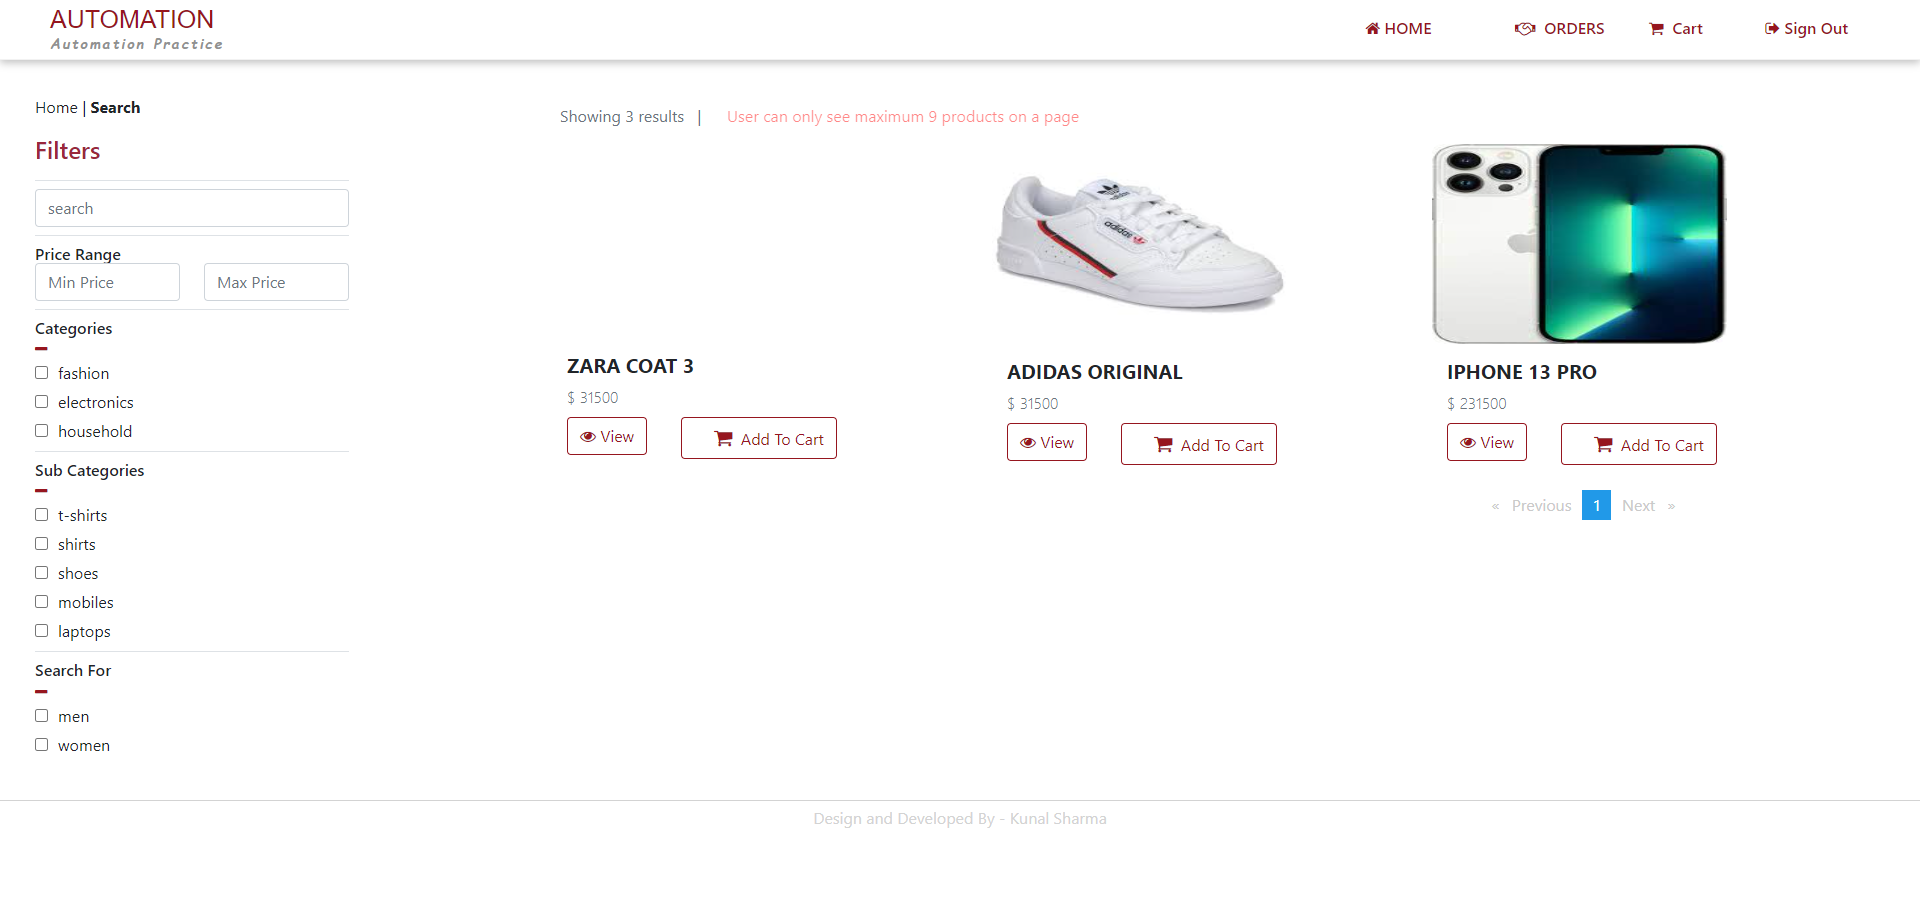 AUTOMATION
Automation Practice
HOME
ORDERS
Cart
Sign Out
Home | Search
Showing 3 results |
User can only see maximum 9 products on a page
Filters
search
Price Range
Min Price
Max Price
Categories
fashion
electronics
household
Sub Categories
t-shirts
shirts
shoes
mobiles
laptops
Search For
men
women
ZARA COAT 3
$ 31500
View
Add To Cart
adidas
adidas
ADIDAS ORIGINAL
$ 31500
View
Add To Cart
IPHONE 13 PRO
$ 231500
View
Add To Cart
« Previous 1 Next »
Design and Developed By - Kunal Sharma